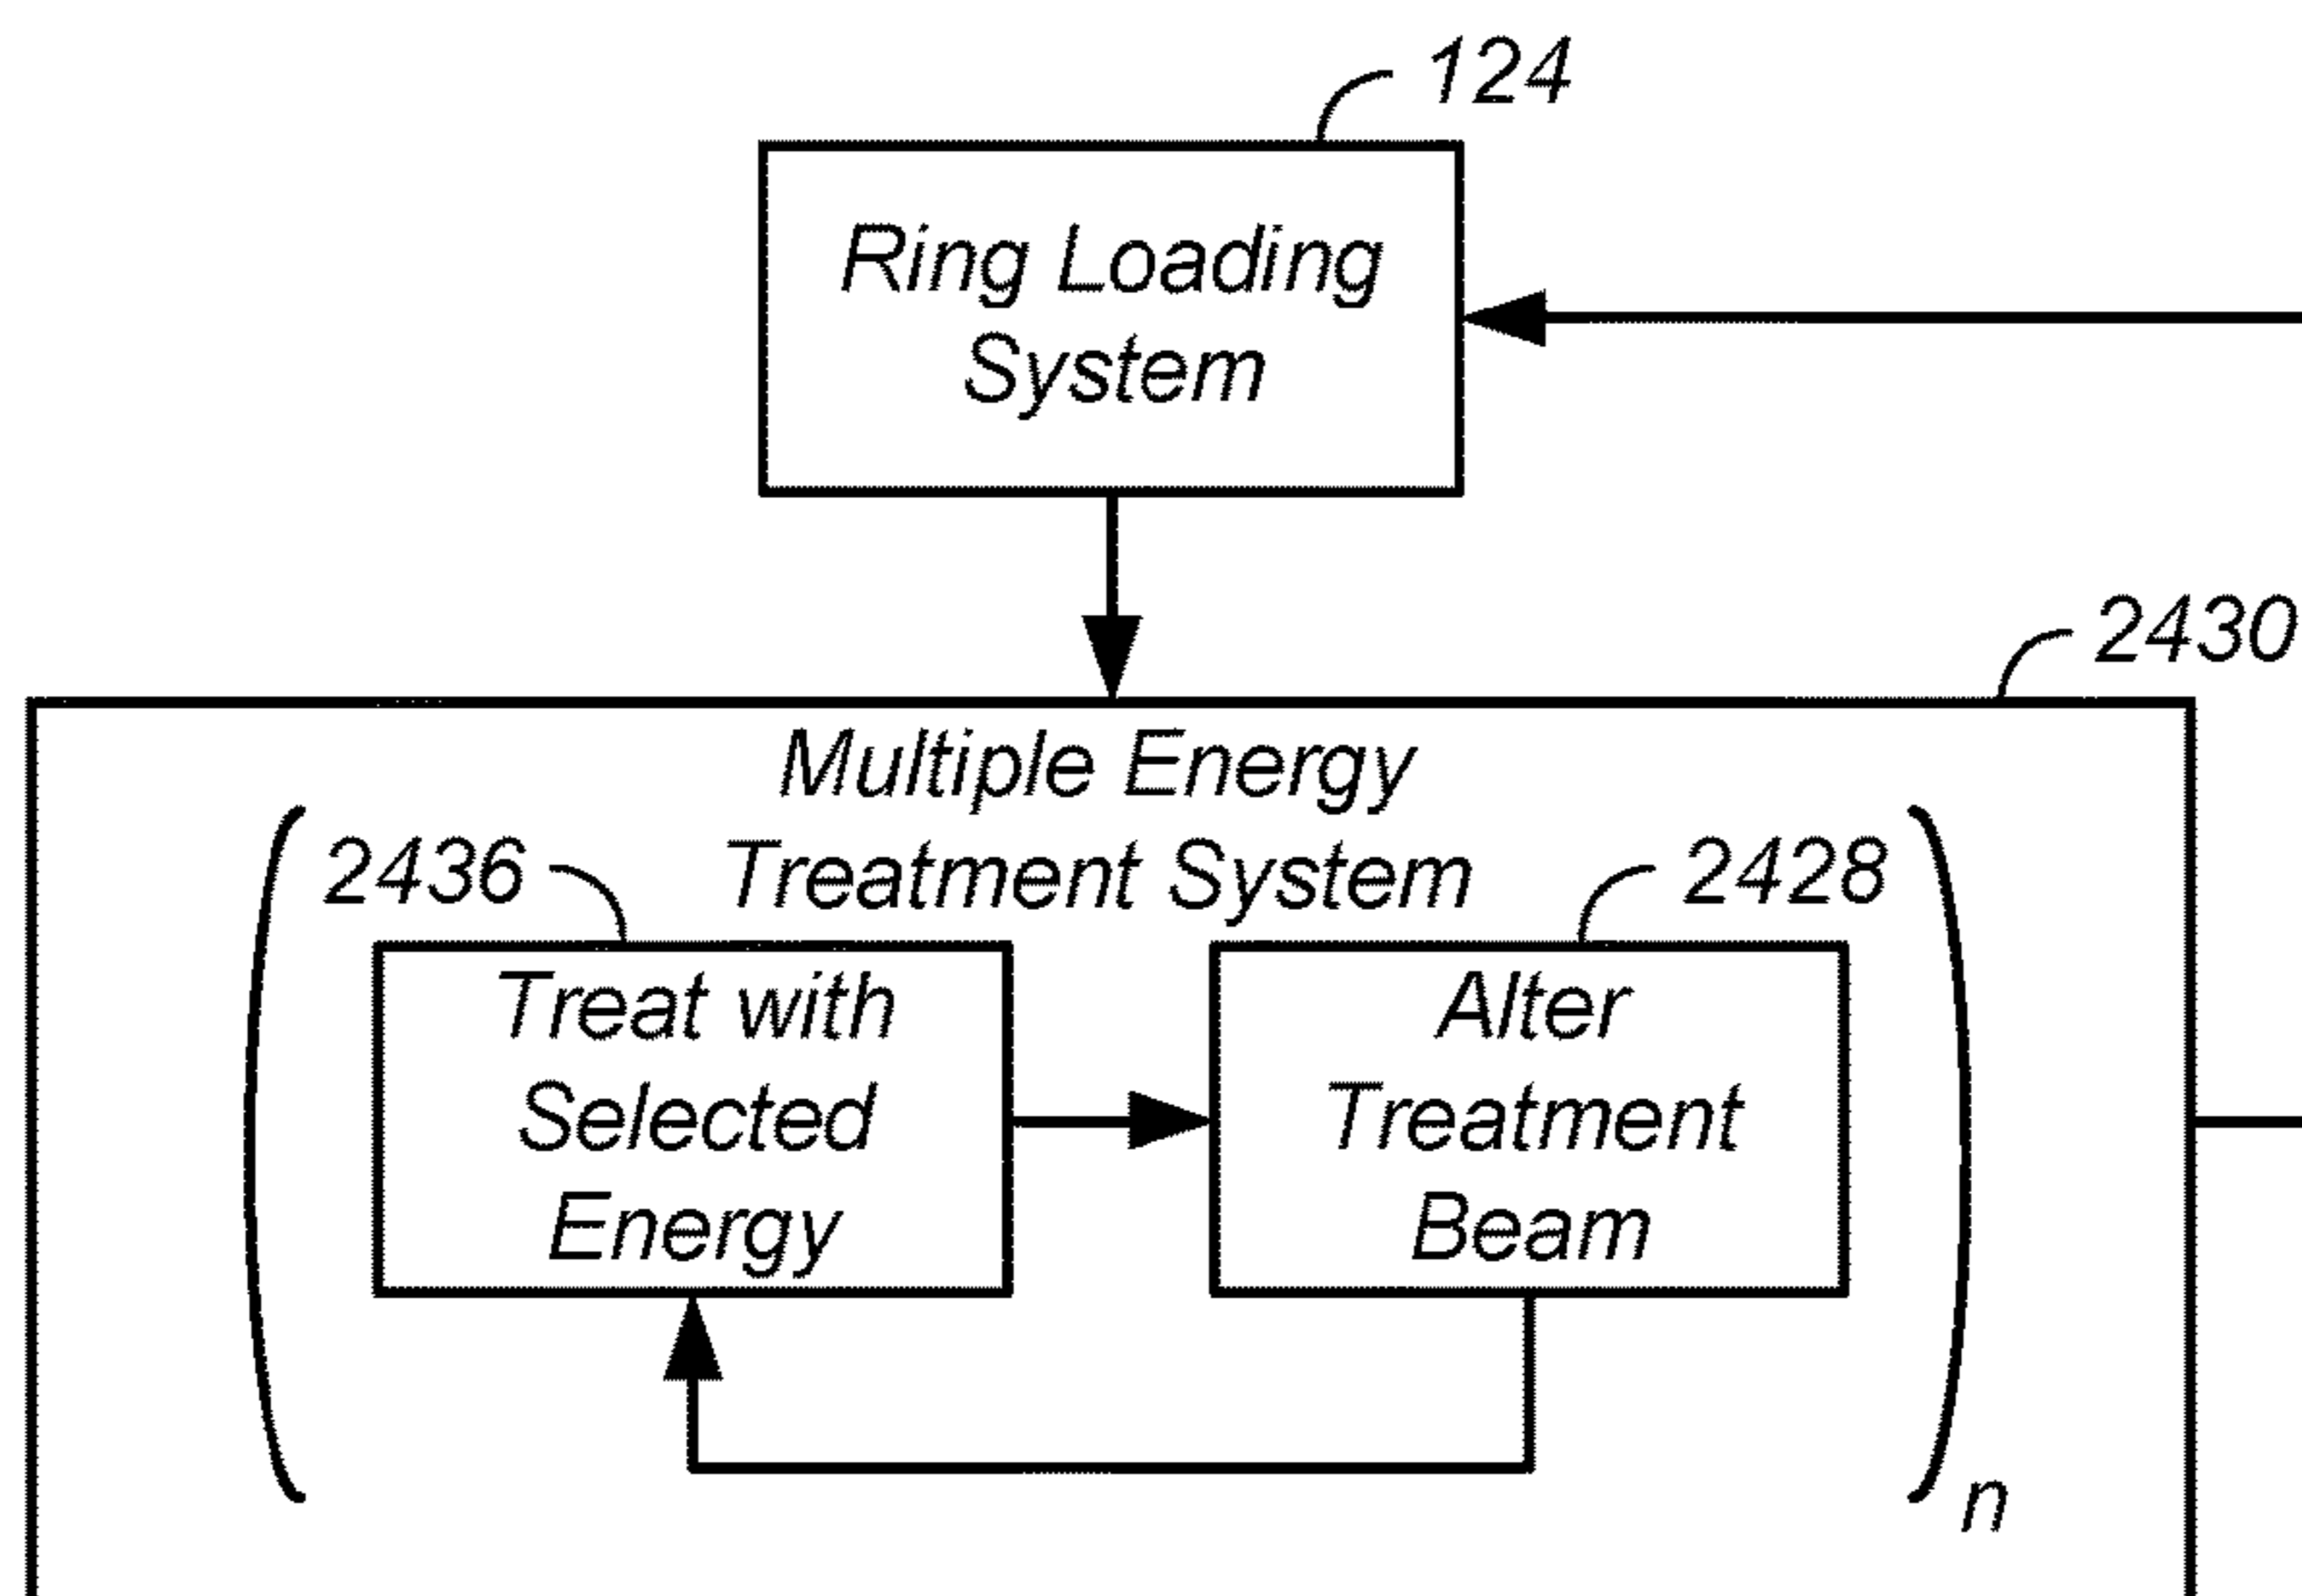 124
Ring Loading
System
2430
Multiple Energy
Treatment System
2436
2428
Treat with
Selected
Energy
Alter
Treatment
Beam
n